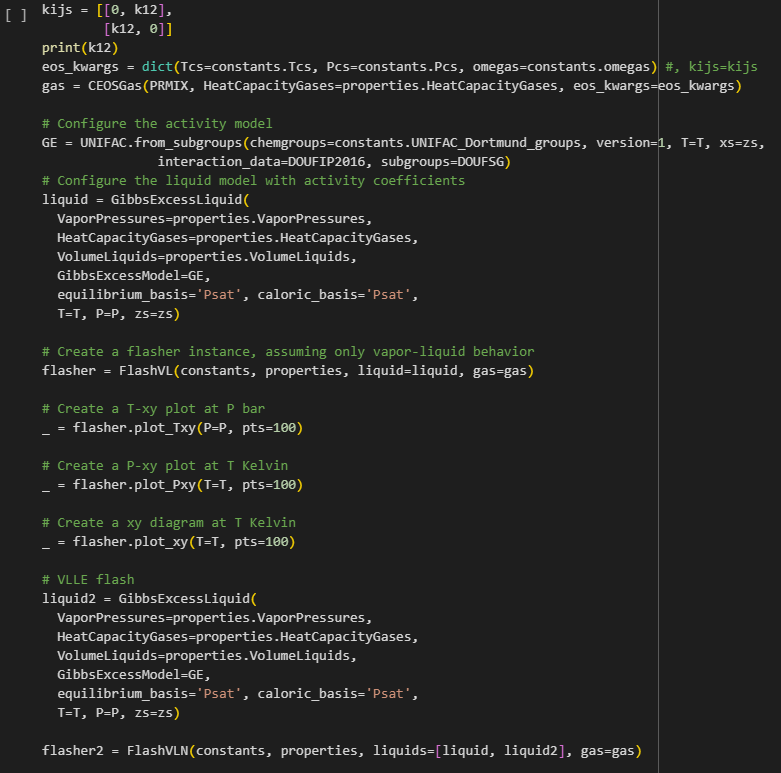 [ ] kijs = [[0, k12],
[k12, 0]]
print(k12)
eos_kwargs = dict(Tcs=constants.Tcs, Pcs=constants.Pcs, omegas=constants.omegas) #, kijs=kijs
gas = CEOSGas(PRMIX, HeatCapacityGases=properties.HeatCapacityGases, eos_kwargs=eos_kwargs)
# Configure the activity model
GE = UNIFAC.from_subgroups(chemgroups=constants.UNIFAC_Dortmund_groups, version=1, T=T, xs=zs,
interaction_data=DOUFIP2016, subgroups=DOUFSG)
# Configure the liquid model with activity coefficients
liquid = GibbsExcessLiquid(
VaporPressures=properties.VaporPressures,
HeatCapacityGases=properties.HeatCapacityGases,
VolumeLiquids=properties.VolumeLiquids,
GibbsExcessModel=GE,
equilibrium_basis='Psat', caloric_basis='Psat',
T=T, P=P, zs=zs)
# Create a flasher instance, assuming only vapor-liquid behavior
flasher = FlashVL(constants, properties, liquid=liquid, gas=gas)
# Create a T-xy plot at P bar
_ = flasher.plot_Txy(P=P, pts=100)
# Create a P-xy plot at T Kelvin
_ = flasher.plot_Pxy(T=T, pts=100)
# Create a xy diagram at T Kelvin
_ = flasher.plot_xy(T=T, pts=100)
# VLLE flash
liquid2 = GibbsExcessLiquid(
VaporPressures=properties.VaporPressures,
HeatCapacityGases=properties.HeatCapacityGases,
VolumeLiquids=properties.VolumeLiquids,
GibbsExcessModel=GE,
equilibrium_basis='Psat', caloric_basis='Psat',
T=T, P=P, zs=zs)
flasher2 = FlashVLN(constants, properties, liquids=[liquid, liquid2], gas=gas)